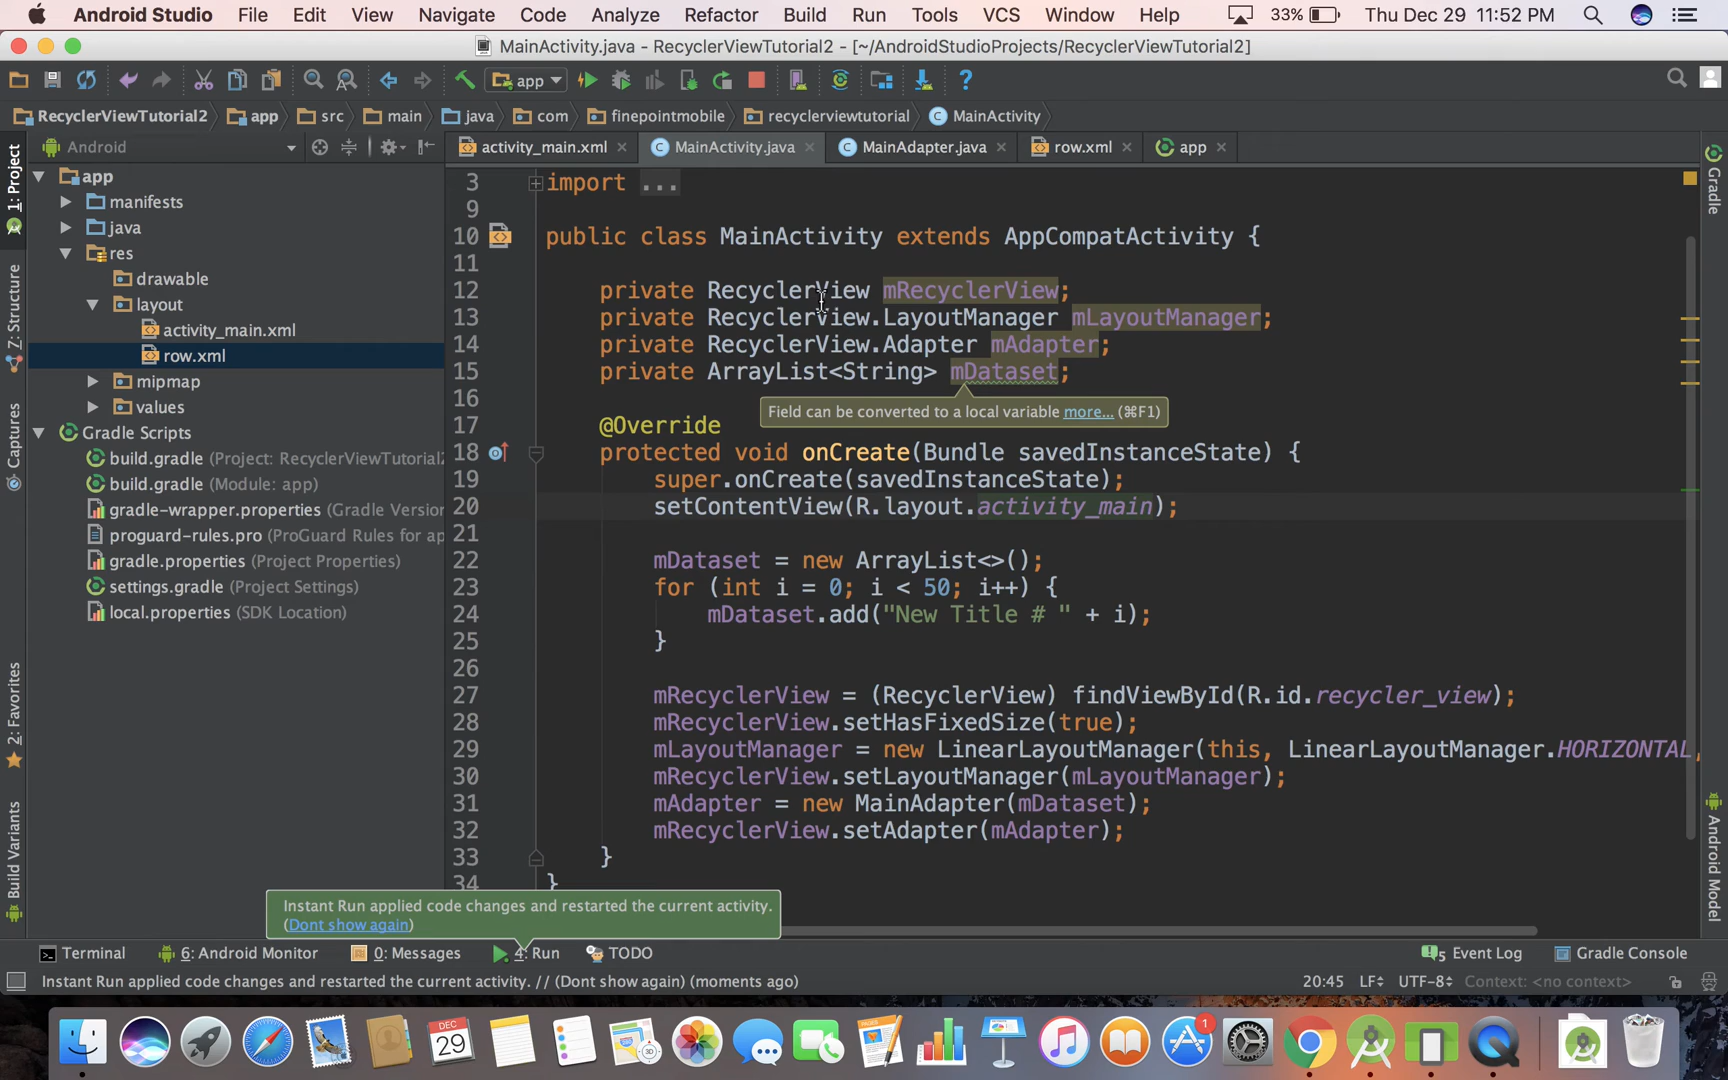 Android Studio File Edit View Navigate Code Analyze Refactor Build Run Tools VCS Window Help 33% Thu Dec 29 11:52 PM
MainActivity.java - RecyclerViewTutorial2 - [~/AndroidStudioProjects/RecyclerViewTutorial2]
app
RecyclerViewTutorial2 app src main java com finepointmobile recyclerviewtutorial MainActivity
Android
activity_main.xml MainActivity.java MainAdapter.java row.xml app
1: Project
7: Structure
Captures
2: Favorites
Build Variants
app
manifests
java
res
drawable
layout
activity_main.xml
row.xml
mipmap
values
Gradle Scripts
build.gradle (Project: RecyclerViewTutorial2
build.gradle (Module: app)
gradle-wrapper.properties (Gradle Version
proguard-rules.pro (ProGuard Rules for ap
gradle.properties (Project Properties)
settings.gradle (Project Settings)
local.properties (SDK Location)
3 import ...
9
10 public class MainActivity extends AppCompatActivity {
11
12 private RecyclerView mRecyclerView;
13 private RecyclerView.LayoutManager mLayoutManager;
14 private RecyclerView.Adapter mAdapter;
15 private ArrayList<String> mDataset;
16
Field can be converted to a local variable more... (⌘F1)
17 @Override
18 protected void onCreate(Bundle savedInstanceState) {
19 super.onCreate(savedInstanceState);
20 setContentView(R.layout.activity_main);
21
22 mDataset = new ArrayList<>();
23 for (int i = 0; i < 50; i++) {
24 mDataset.add("New Title # " + i);
25 }
26
27 mRecyclerView = (RecyclerView) findViewById(R.id.recycler_view);
28 mRecyclerView.setHasFixedSize(true);
29 mLayoutManager = new LinearLayoutManager(this, LinearLayoutManager.HORIZONTAL,
30 mRecyclerView.setLayoutManager(mLayoutManager);
31 mAdapter = new MainAdapter(mDataset);
32 mRecyclerView.setAdapter(mAdapter);
33 }
34 }
Gradle
Android Model
Instant Run applied code changes and restarted the current activity.
(Dont show again)
Terminal 6: Android Monitor 0: Messages 4: Run TODO 5 Event Log Gradle Console
Instant Run applied code changes and restarted the current activity. // (Dont show again) (moments ago) 20:45 LF UTF-8 Context: <no context>
DEC
29
3D
1